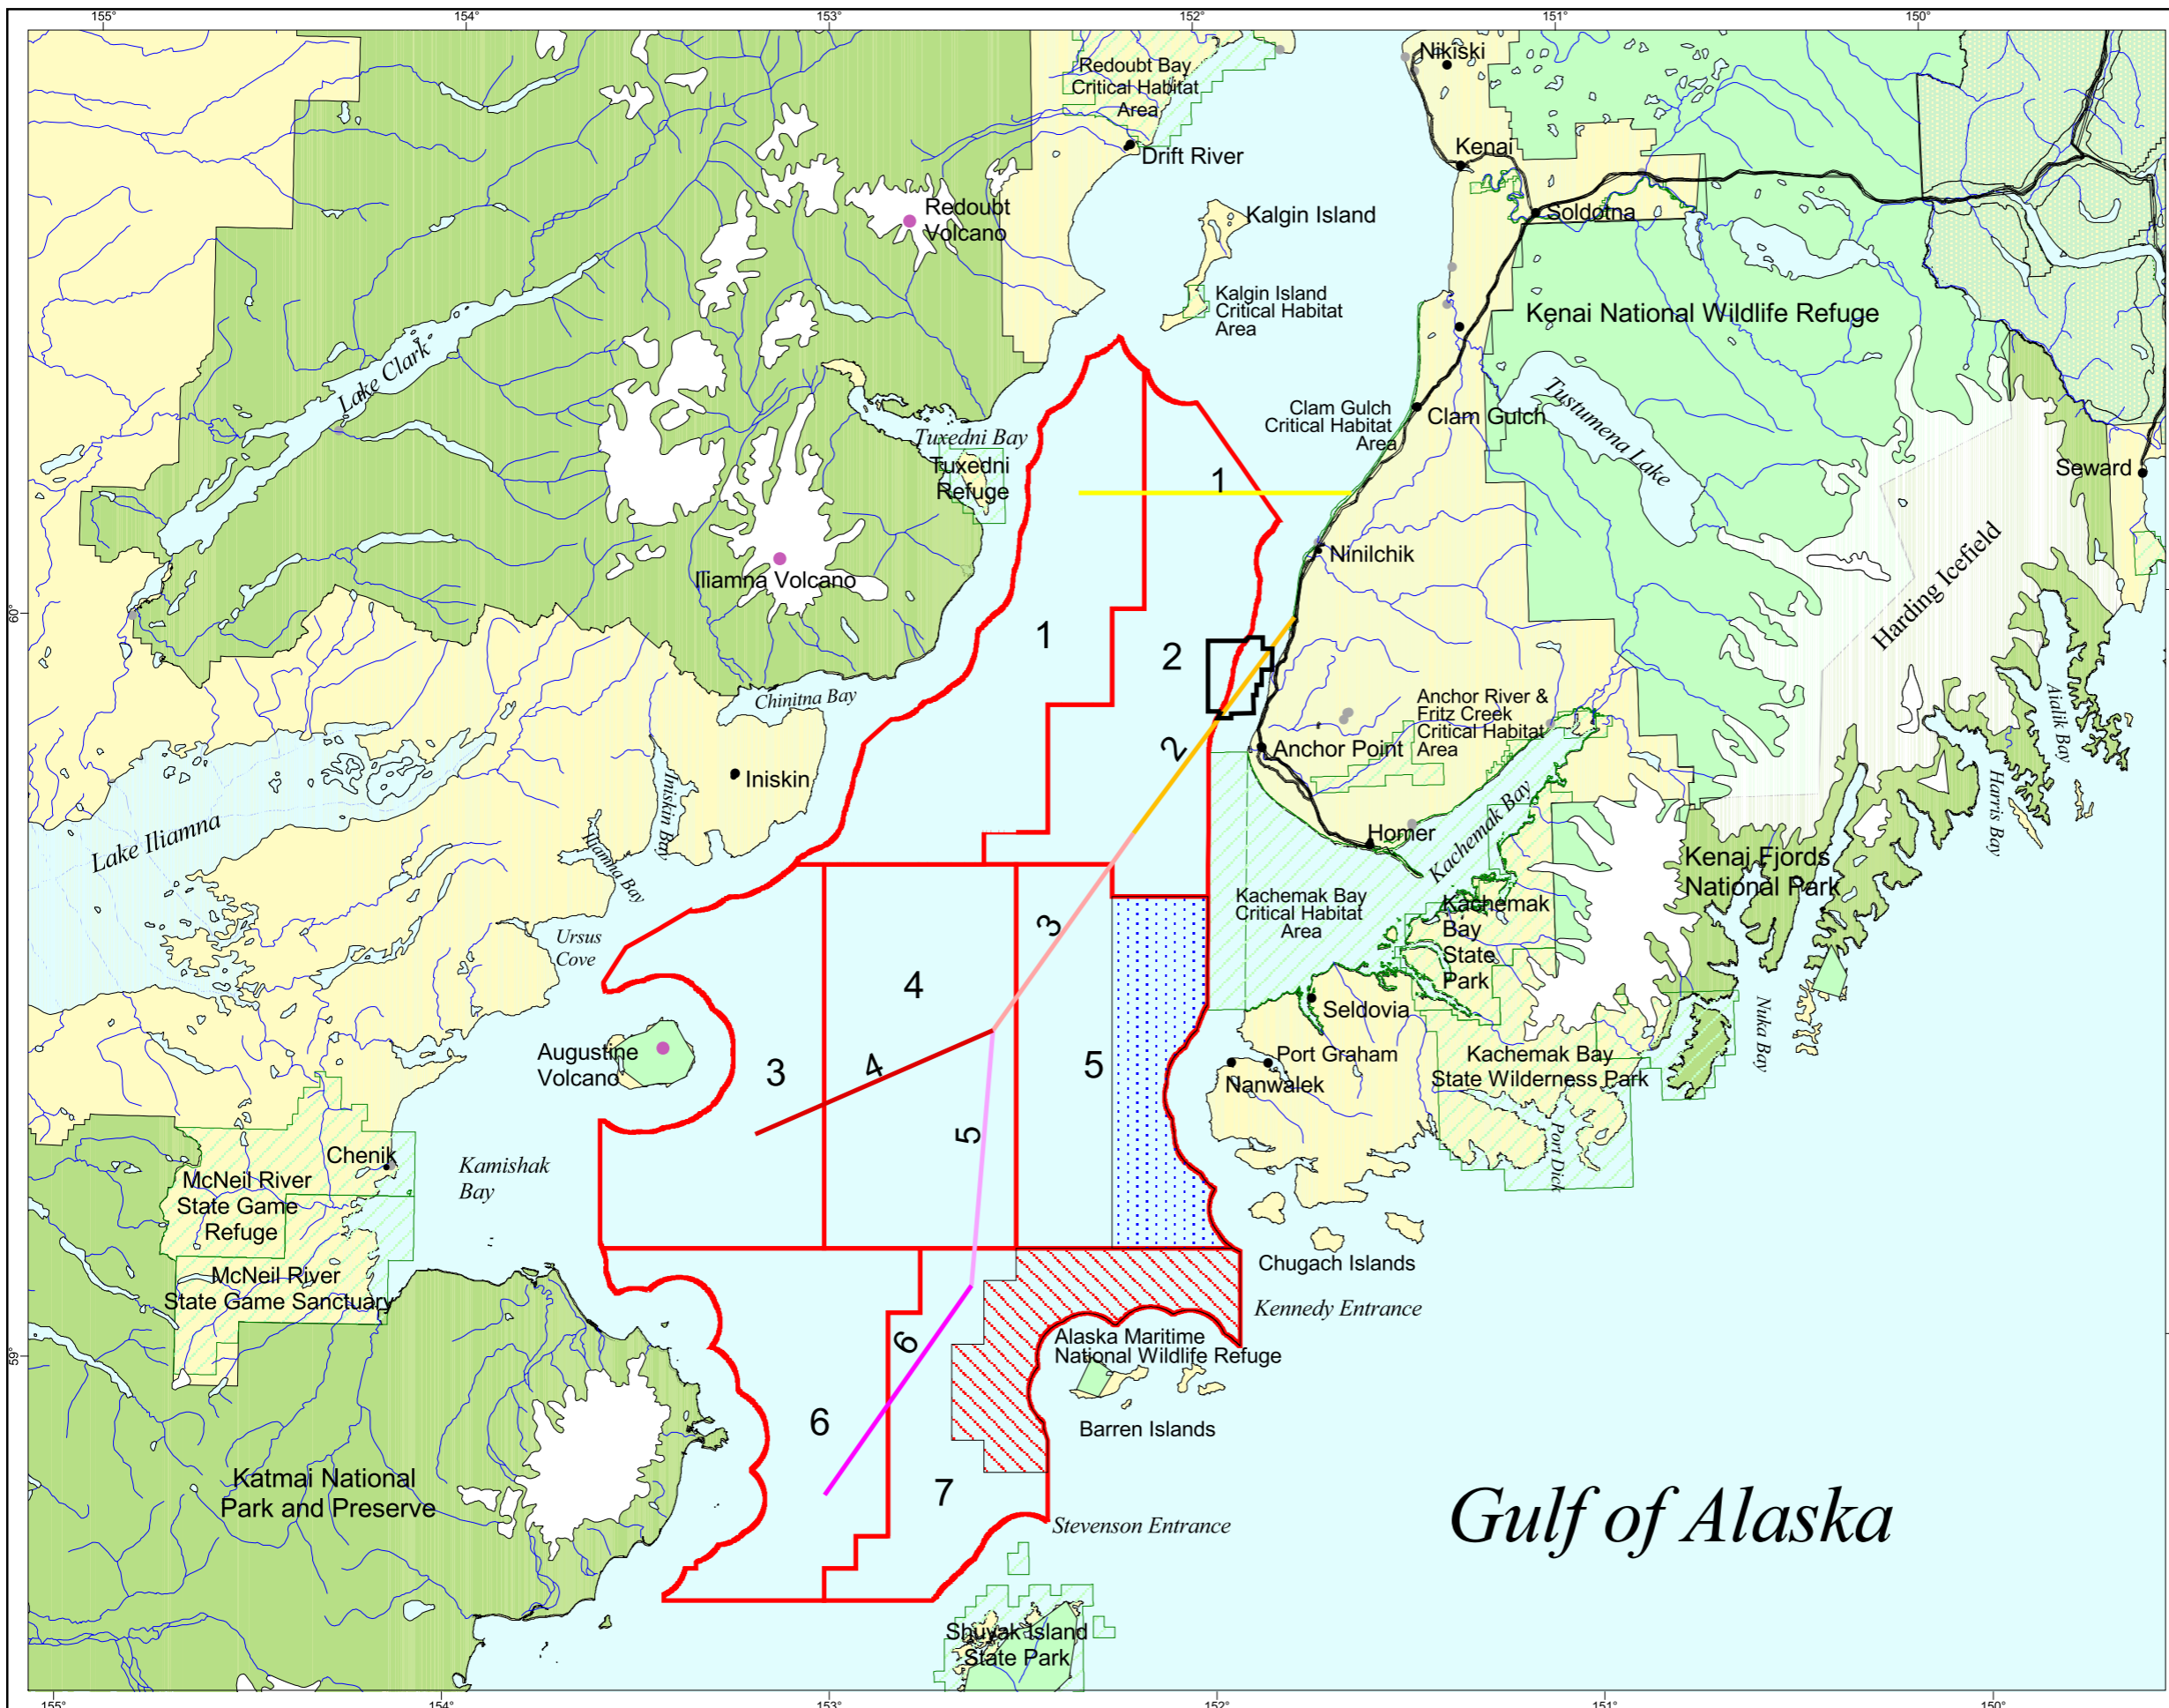 155°
154°
153°
152°
151°
150°
Nikiski
Redoubt Bay
Critical Habitat
Area
Drift River
Kenai
Soldotna
Redoubt
Volcano
Kalgin Island
Kalgin Island
Critical Habitat
Area
Kenai National Wildlife Refuge
Lake Clark
Tuxedni Bay
Tuxedni
Refuge
Clam Gulch
Critical Habitat
Area
Clam Gulch
Tustumena Lake
Seward
1
Ninilchik
Iliamna Volcano
Harding Icefield
60°
1
2
Chinitna Bay
Anchor River &
Fritz Creek
Critical Habitat
Area
Aialik Bay
2
Anchor Point
Iniskin
Iniskin Bay
Harris Bay
Lake Iliamna
Iliamna Bay
Homer
Kachemak Bay
Kenai Fjords
National Park
Kachemak Bay
Critical Habitat
Area
Kachemak
Bay
State
Park
3
Ursus
Cove
4
Seldovia
Nuka Bay
Augustine
Volcano
3
4
5
Port Graham
Nanwalek
Kachemak Bay
State Wilderness Park
Port Dick
5
Chenik
Kamishak
Bay
McNeil River
State Game
Refuge
McNeil River
State Game Sanctuary
Chugach Islands
Kennedy Entrance
6
Alaska Maritime
National Wildlife Refuge
59°
6
Barren Islands
Katmai National
Park and Preserve
7
Stevenson Entrance
Gulf of Alaska
Shuyak Island
State Park
155°
154°
153°
152°
151°
150°